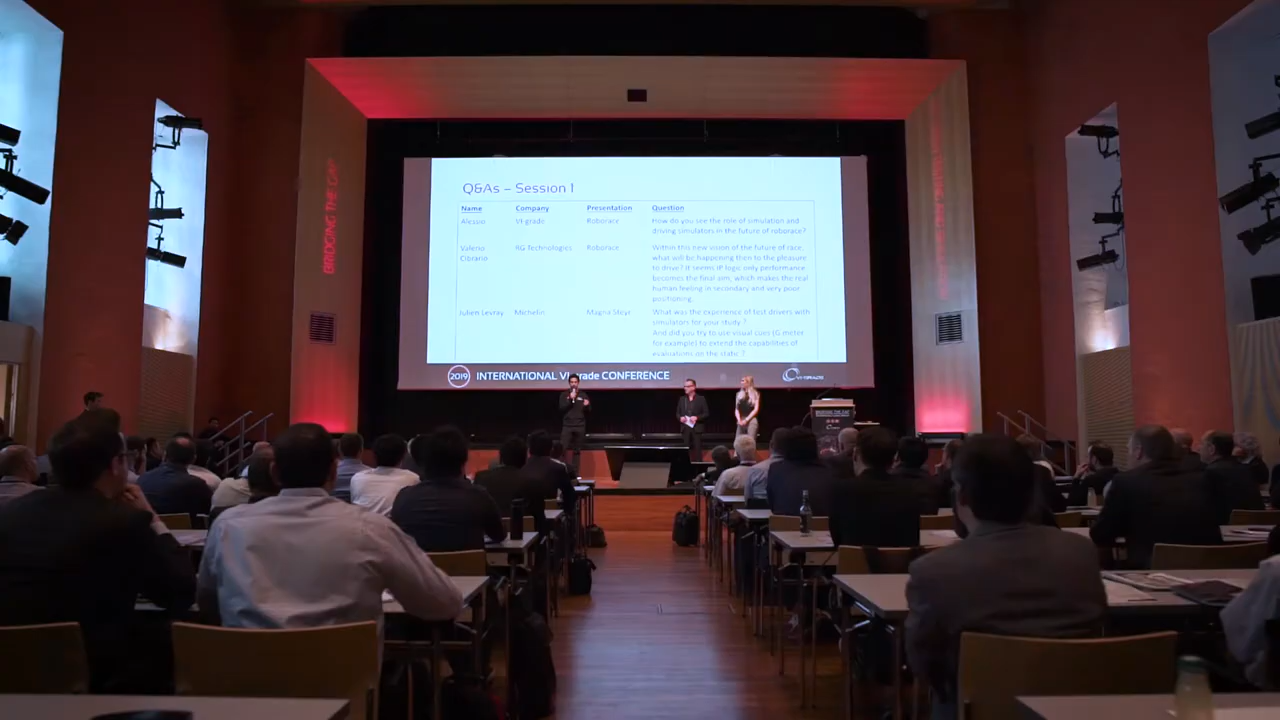 Q&As – Session 1
Name Company Presentation Question
Alessio VI-grade Roborace How do you see the role of simulation and
driving simulators in the future of roborace?
Valerio RG Technologies Roborace Within this new vision of the future of race,
Cibrario what will be happening then to the pleasure
to drive? It seems IP logic only performance
becomes the final aim, which makes the real
human feeling in secondary and very poor
positioning.
Julien Levray Michelin Magna Steyr What was the experience of test drivers with
simulators for your study ?
And did you try to use visual cues (G meter
for example) to extend the capabilities of
evaluations on the static ?
2019 INTERNATIONAL VI-grade CONFERENCE
VI-GRADE
BRIDGING THE GAP
BRIDGING THE GAP